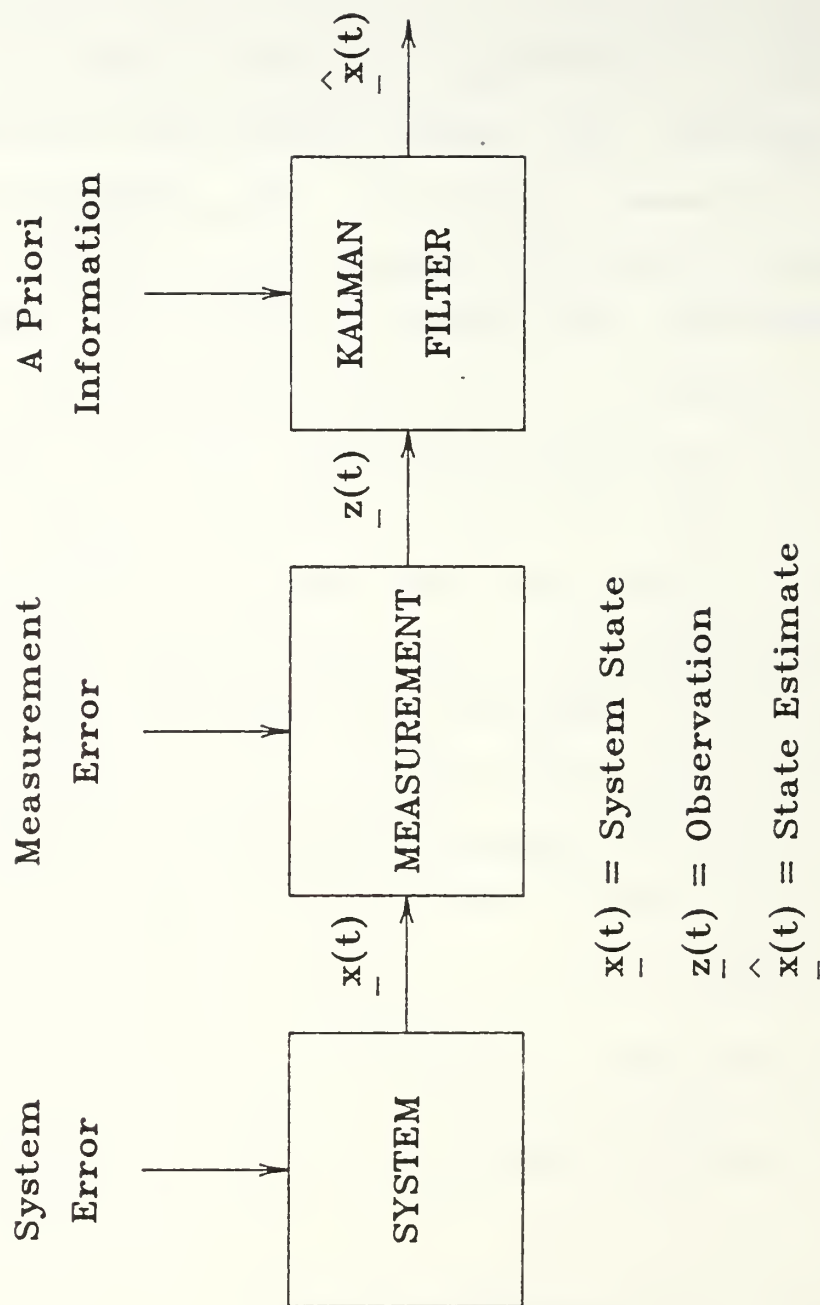 System
Error
Measurement
Error
A Priori
Information
SYSTEM
x(t)
MEASUREMENT
z(t)
KALMAN
FILTER
x̂(t)
x(t) = System State
z(t) = Observation
x̂(t) = State Estimate